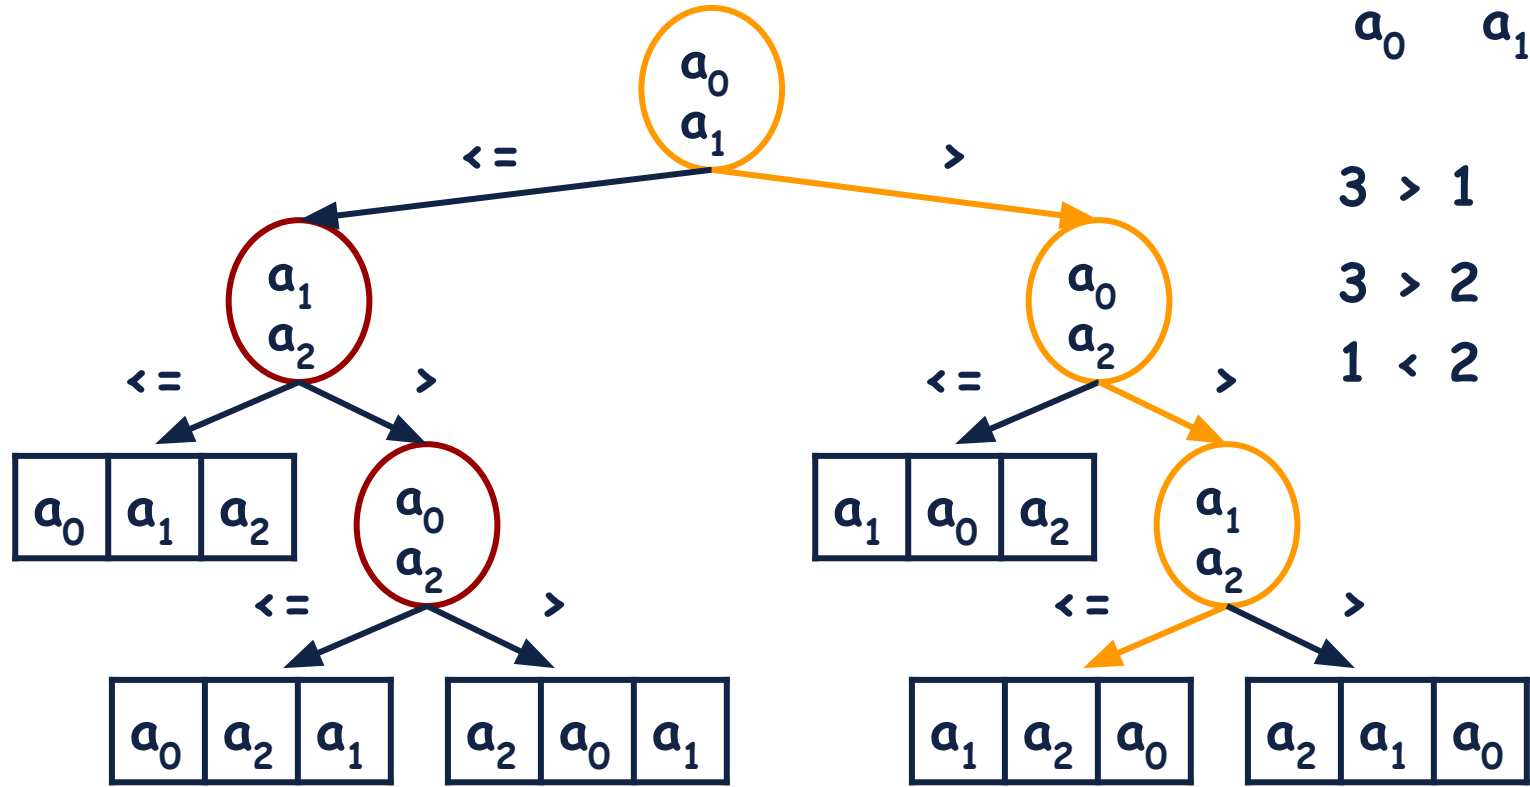 a0 a1
a0
a1
<= >
3 > 1
a1
a2
a0
a2
3 > 2
1 < 2
<= > <= >
a0 a1 a2
a0
a2
a1 a0 a2
a1
a2
<= > <= >
a0 a2 a1
a2 a0 a1
a1 a2 a0
a2 a1 a0